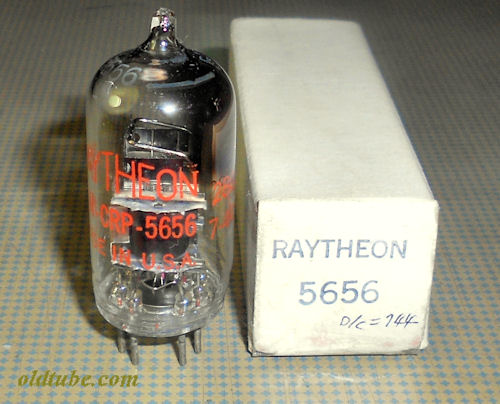 RAYTHEON
CRP-5656
IN U.S.A.
RAYTHEON
5656
D/C = 744
oldtube.com